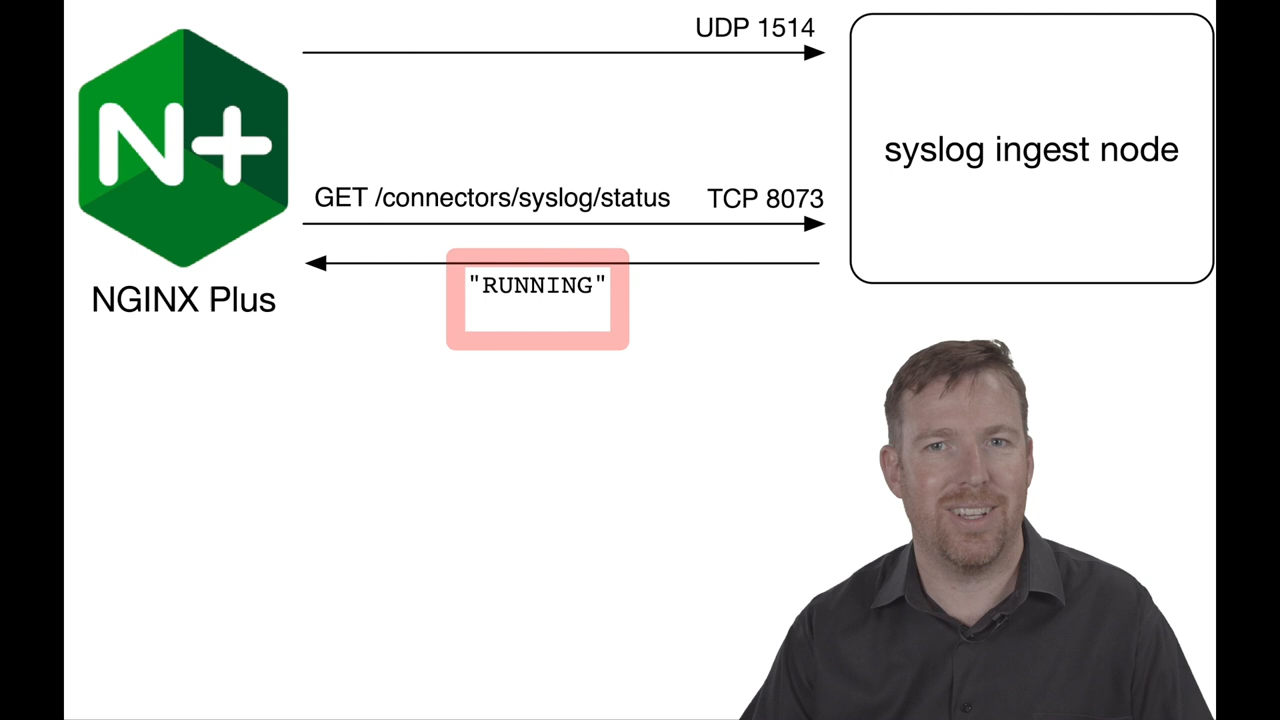 UDP 1514
N+
syslog ingest node
GET /connectors/syslog/status
TCP 8073
"RUNNING"
NGINX Plus